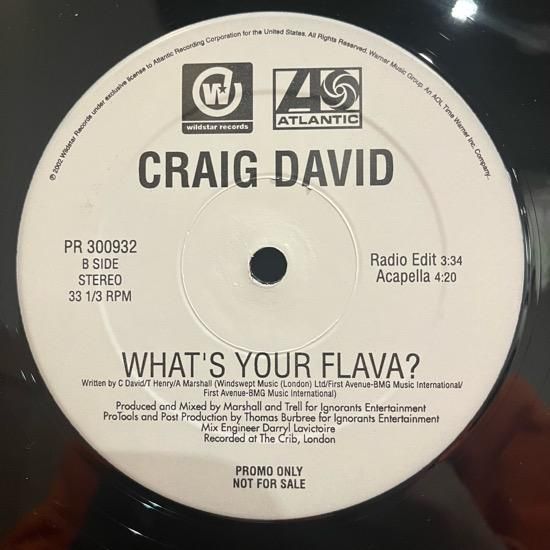 ℗ 2002 Wildstar Records under exclusive license to Atlantic Recording Corporation for the United States. All Rights Reserved. Warner Music Group. An AOL Time Warner Inc. Company.
W
wildstar records
ATLANTIC
CRAIG DAVID
PR 300932
B SIDE
STEREO
33 1/3 RPM
Radio Edit 3:34
Acapella 4:20
WHAT'S YOUR FLAVA?
Written by C David/T Henry/A Marshall (Windswept Music (London) Ltd/First Avenue-BMG Music International/
First Avenue-BMG Music International)
Produced and Mixed by Marshall and Trell for Ignorants Entertainment
ProTools and Post Production by Thomas Burbree for Ignorants Entertainment
Mix Engineer Darryl Lavictoire
Recorded at The Crib, London
PROMO ONLY
NOT FOR SALE